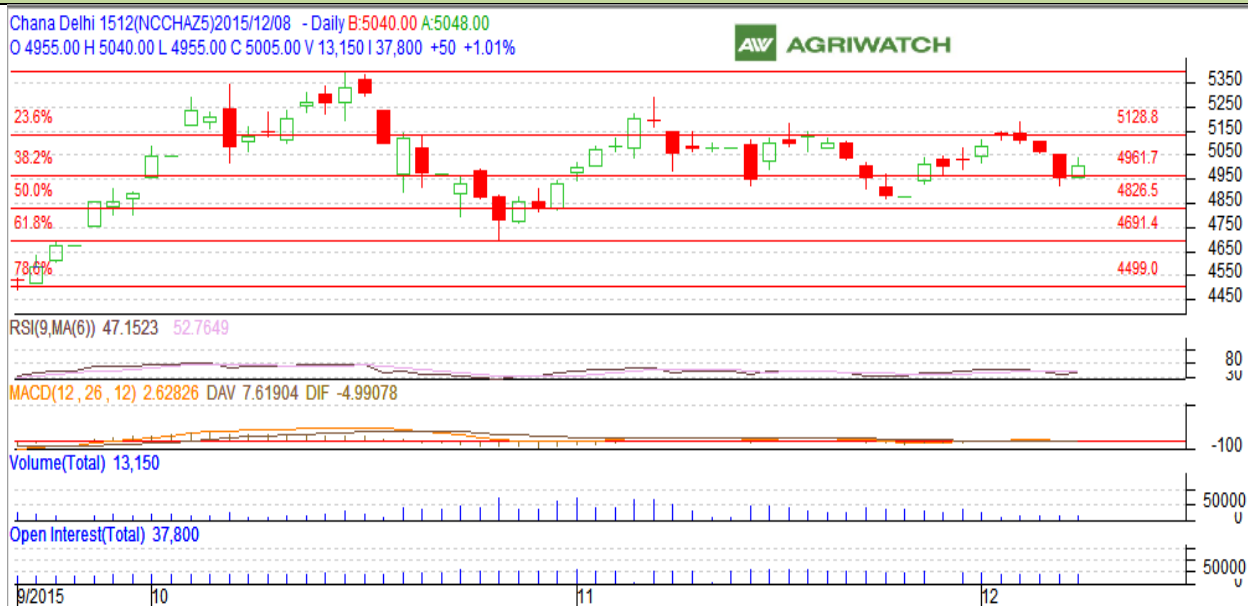 Chana Delhi 1512(NCCHAZ5)2015/12/08 - Daily B:5040.00 A:5048.00
O 4955.00 H 5040.00 L 4955.00 C 5005.00 V 13,150 I 37,800 +50 +1.01%
AW AGRIWATCH
5350
23.6% 5128.8
5250
5150
38.2% 4961.7
5050
4950
50.0% 4826.5
4850
61.8% 4691.4
4750
4650
78.6% 4499.0
4550
4450
RSI(9,MA(6)) 47.1523 52.7649
80
30
MACD(12 , 26 , 12) 2.62826 DAV 7.61904 DIF -4.99078
-100
Volume(Total) 13,150
50000
0
Open Interest(Total) 37,800
50000
0
9/2015 10 11 12